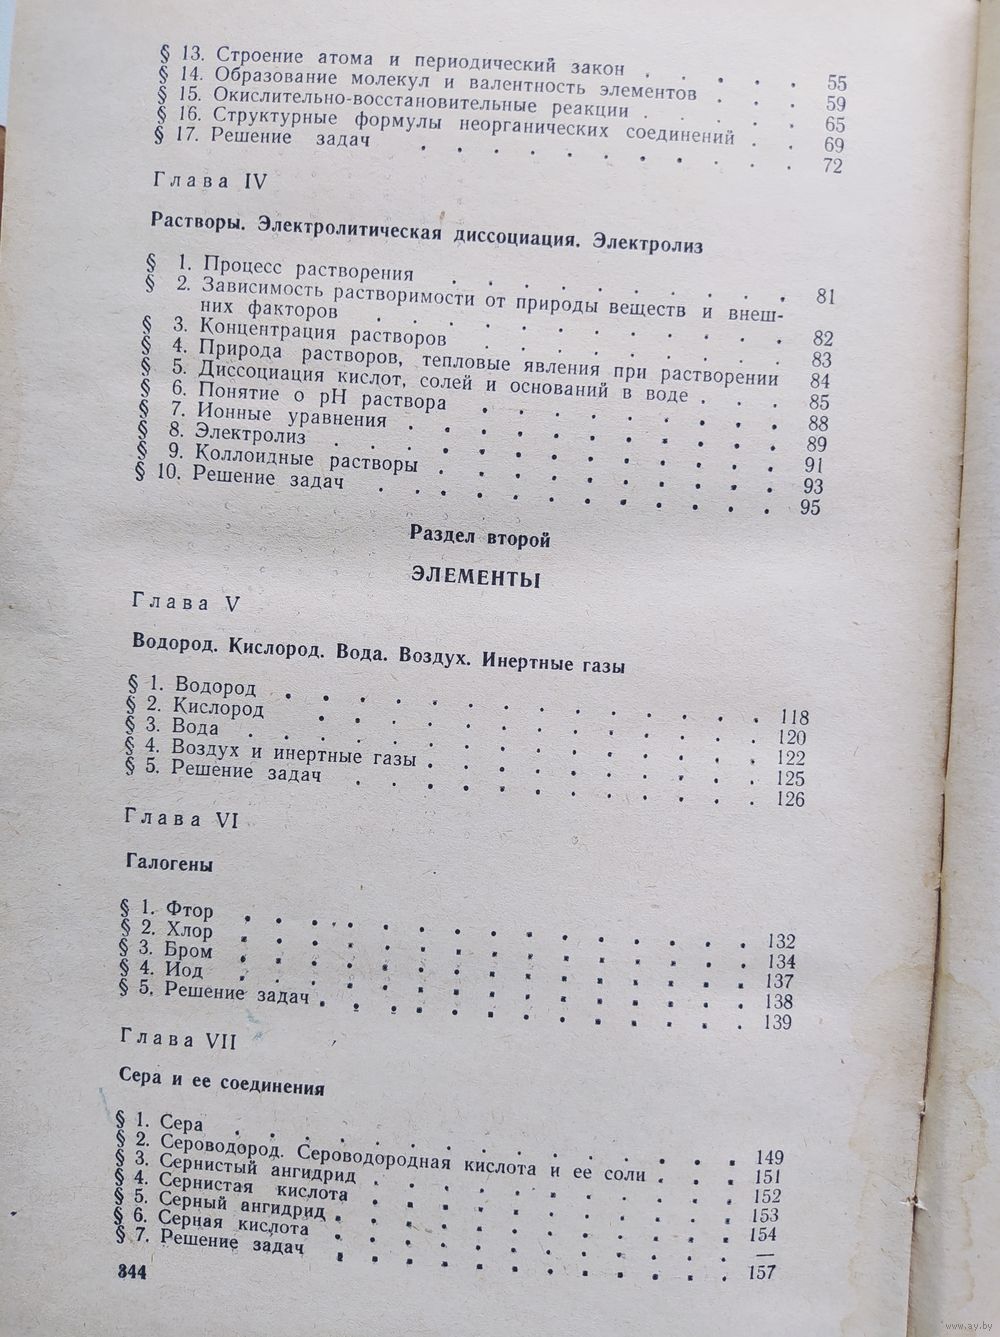 § 13. Строение атома и периодический закон . . . . . 55
§ 14. Образование молекул и валентность элементов . . . 59
§ 15. Окислительно-восстановительные реакции . . . . . 65
§ 16. Структурные формулы неорганических соединений . . 69
§ 17. Решение задач . . . . . . . . . . . 72
Глава IV
Растворы. Электролитическая диссоциация. Электролиз
§ 1. Процесс растворения . . . . . . . . . . 81
§ 2. Зависимость растворимости от природы веществ и внеш-
них факторов . . . . . . . . . . . . 82
§ 3. Концентрация растворов . . . . . . . . . 83
§ 4. Природа растворов, тепловые явления при растворении 84
§ 5. Диссоциация кислот, солей и оснований в воде . . . 85
§ 6. Понятие о pH раствора . . . . . . . . . 88
§ 7. Ионные уравнения . . . . . . . . . . . 89
§ 8. Электролиз . . . . . . . . . . . . . 91
§ 9. Коллоидные растворы . . . . . . . . . . 93
§ 10. Решение задач . . . . . . . . . . . . 95
Раздел второй
ЭЛЕМЕНТЫ
Глава V
Водород. Кислород. Вода. Воздух. Инертные газы
§ 1. Водород . . . . . . . . . . . . . . 118
§ 2. Кислород . . . . . . . . . . . . . 120
§ 3. Вода . . . . . . . . . . . . . . . 122
§ 4. Воздух и инертные газы . . . . . . . . . . 125
§ 5. Решение задач . . . . . . . . . . . . 126
Глава VI
Галогены
§ 1. Фтор . . . . . . . . . . . . . . . 132
§ 2. Хлор . . . . . . . . . . . . . . . 134
§ 3. Бром . . . . . . . . . . . . . . . 137
§ 4. Иод . . . . . . . . . . . . . . . 138
§ 5. Решение задач . . . . . . . . . . . . . 139
Глава VII
Сера и ее соединения
§ 1. Сера . . . . . . . . . . . . . . . 149
§ 2. Сероводород. Сероводородная кислота и ее соли . . . 151
§ 3. Сернистый ангидрид . . . . . . . . . . . 152
§ 4. Сернистая кислота . . . . . . . . . . . 153
§ 5. Серный ангидрид . . . . . . . . . . . . 154
§ 6. Серная кислота . . . . . . . . . . . . —
§ 7. Решение задач . . . . . . . . . . . . 157
344
www.ay.by